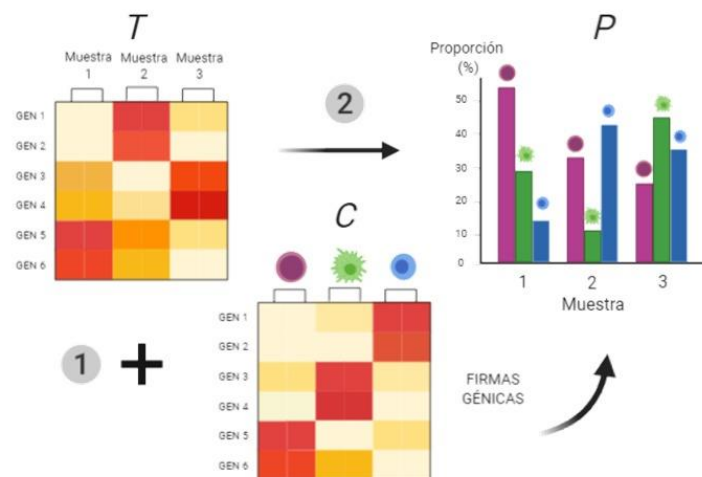 T
Muestra Muestra Muestra
1 2 3
GEN 1
GEN 2
GEN 3
GEN 4
GEN 5
GEN 6
2
P
Proporción
(%)
50
40
30
20
10
0
1 2 3
Muestra
1
+
C
GEN 1
GEN 2
GEN 3
GEN 4
GEN 5
GEN 6
FIRMAS
GÉNICAS